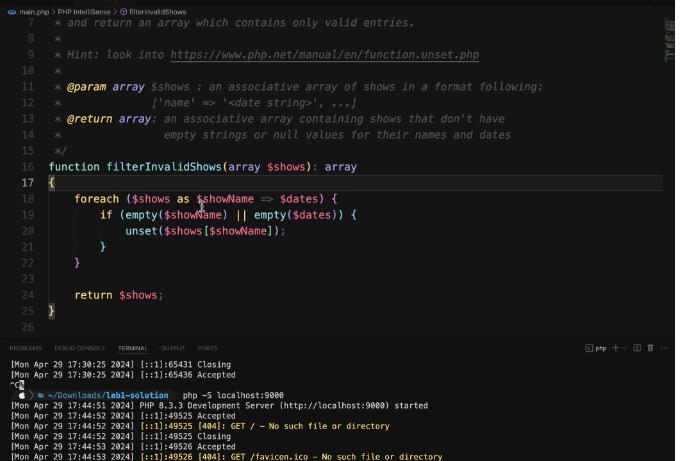 main.php > PHP IntelliSense > filterInvalidShows
7 * and return an array which contains only valid entries.
8 *
9 * Hint: look into https://www.php.net/manual/en/function.unset.php
10 *
11 * @param array $shows : an associative array of shows in a format following:
12 * ['name' => '<date string>', ...]
13 * @return array: an associative array containing shows that don't have
14 * empty strings or null values for their names and dates
15 */
16 function filterInvalidShows(array $shows): array
17 {
18 foreach ($shows as $showName => $dates) {
19 if (empty($showName) || empty($dates)) {
20 unset($shows[$showName]);
21 }
22 }
23
24 return $shows;
25 }
26
PROBLEMS DEBUG CONSOLE TERMINAL OUTPUT PORTS php
[Mon Apr 29 17:30:25 2024] [::1]:65431 Closing
[Mon Apr 29 17:30:25 2024] [::1]:65436 Accepted
^C%
~/Downloads/lab1-solution php -S localhost:9000
[Mon Apr 29 17:44:51 2024] PHP 8.3.3 Development Server (http://localhost:9000) started
[Mon Apr 29 17:44:52 2024] [::1]:49525 Accepted
[Mon Apr 29 17:44:52 2024] [::1]:49525 [404]: GET / - No such file or directory
[Mon Apr 29 17:44:52 2024] [::1]:49525 Closing
[Mon Apr 29 17:44:53 2024] [::1]:49526 Accepted
[Mon Apr 29 17:44:53 2024] [::1]:49526 [404]: GET /favicon.ico - No such file or directory